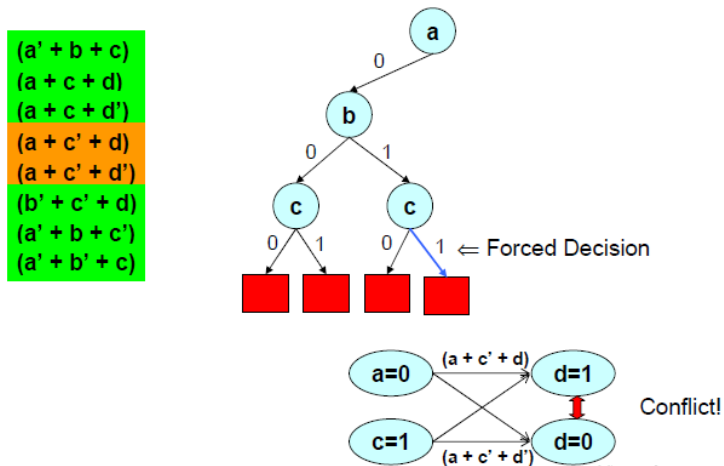 (a’ + b + c)
(a + c + d)
(a + c + d’)
(a + c’ + d)
(a + c’ + d’)
(b’ + c’ + d)
(a’ + b + c’)
(a’ + b’ + c)
a
0
b
0 1
c c
0 1 0 1 ⇐ Forced Decision
a=0 (a + c’ + d) d=1
Conflict!
c=1 (a + c’ + d’) d=0